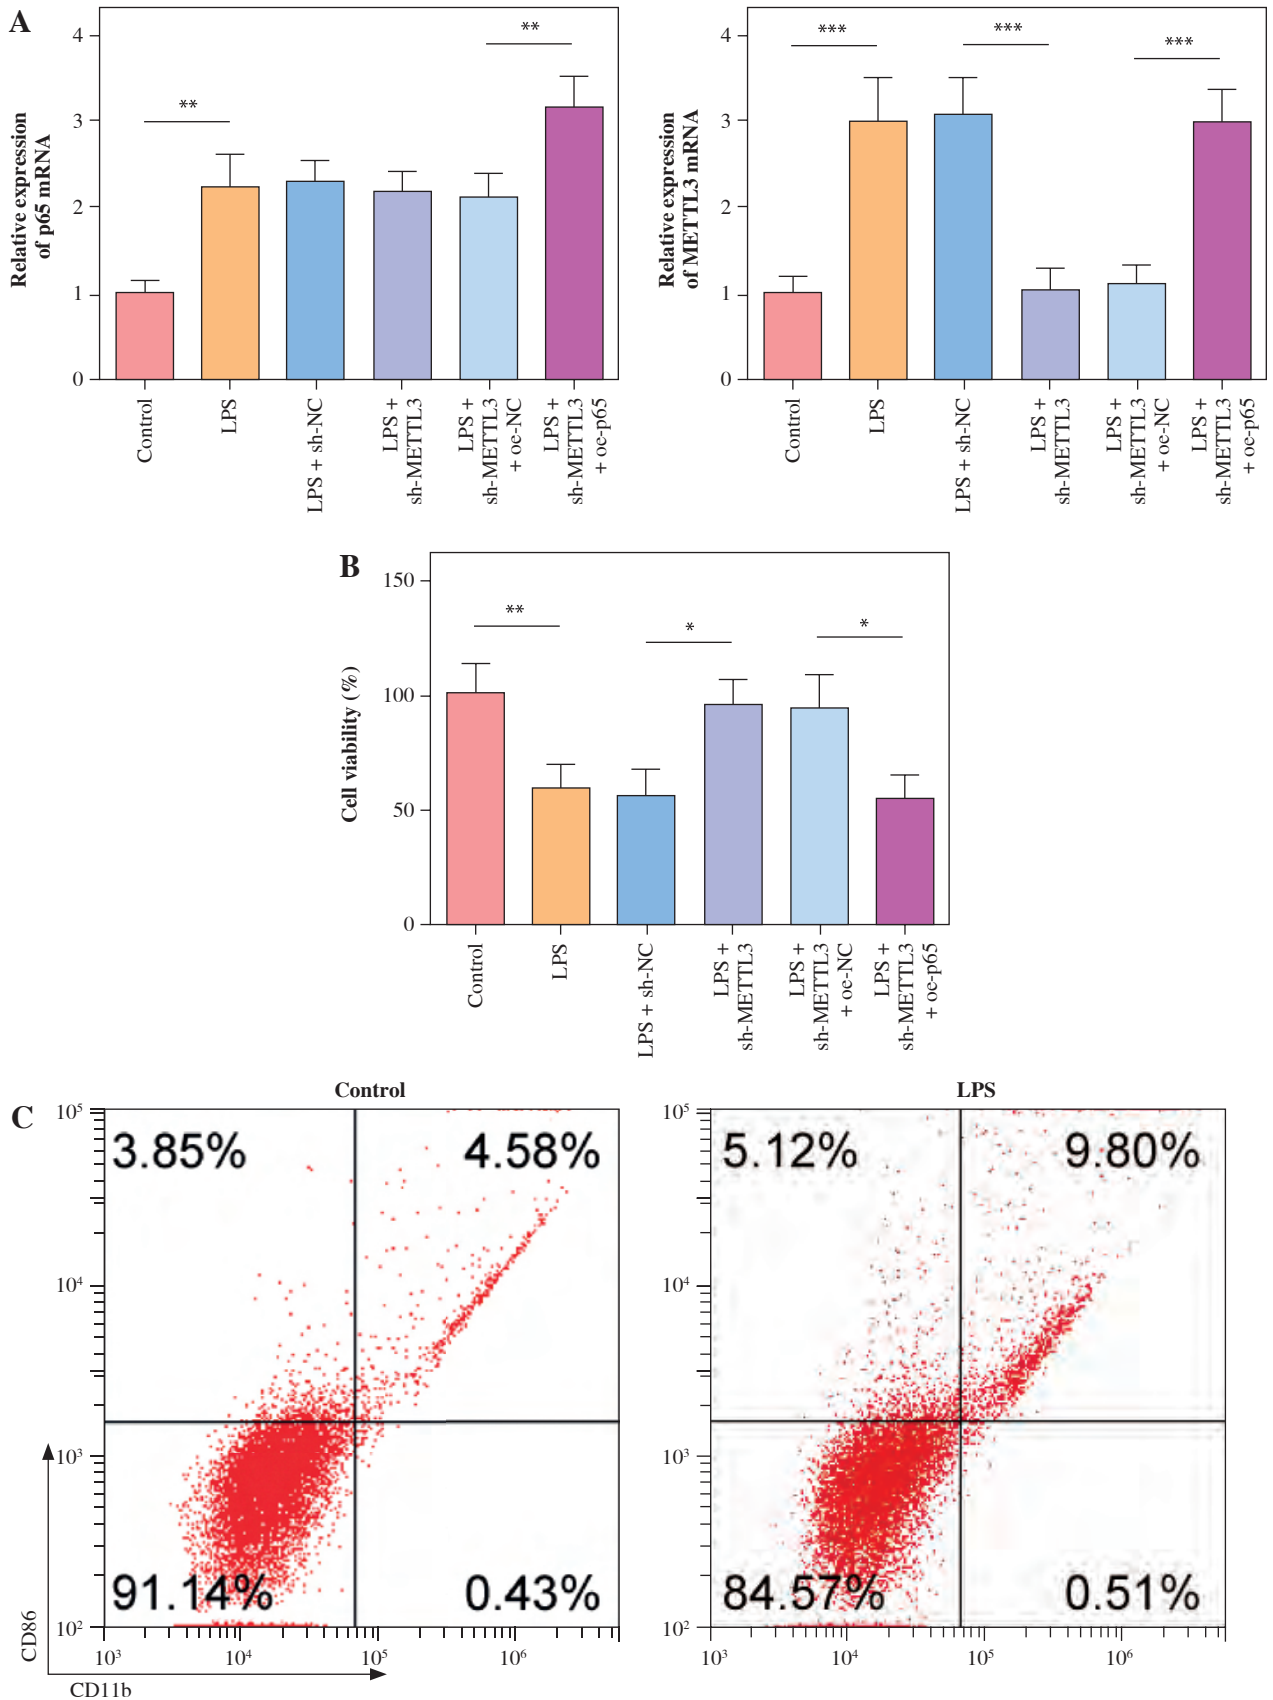 A
Relative expression
of p65 mRNA
4
3
2
1
0
**
**
Control
LPS
LPS + sh-NC
LPS +
sh-METTL3
LPS +
sh-METTL3
+ oe-NC
LPS +
sh-METTL3
+ oe-p65
Relative expression
of METTL3 mRNA
4
3
2
1
0
***
***
***
Control
LPS
LPS + sh-NC
LPS +
sh-METTL3
LPS +
sh-METTL3
+ oe-NC
LPS +
sh-METTL3
+ oe-p65
B
Cell viability (%)
150
100
50
0
**
*
*
Control
LPS
LPS + sh-NC
LPS +
sh-METTL3
LPS +
sh-METTL3
+ oe-NC
LPS +
sh-METTL3
+ oe-p65
C
Control
10⁵
10⁴
10³
10²
3.85%
4.58%
91.14%
0.43%
10³
10⁴
10⁵
10⁶
CD86
CD11b
LPS
10⁵
10⁴
10³
10²
5.12%
9.80%
84.57%
0.51%
10³
10⁴
10⁵
10⁶